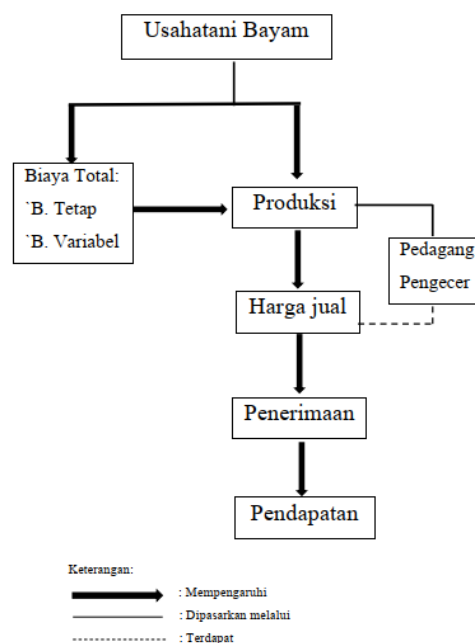 Usahatani Bayam
Biaya Total:
`B. Tetap
`B. Variabel
Produksi
Pedagang
Pengecer
Harga jual
Penerimaan
Pendapatan
Keterangan:
: Mempengaruhi
: Dipasarkan melalui
: Terdapat